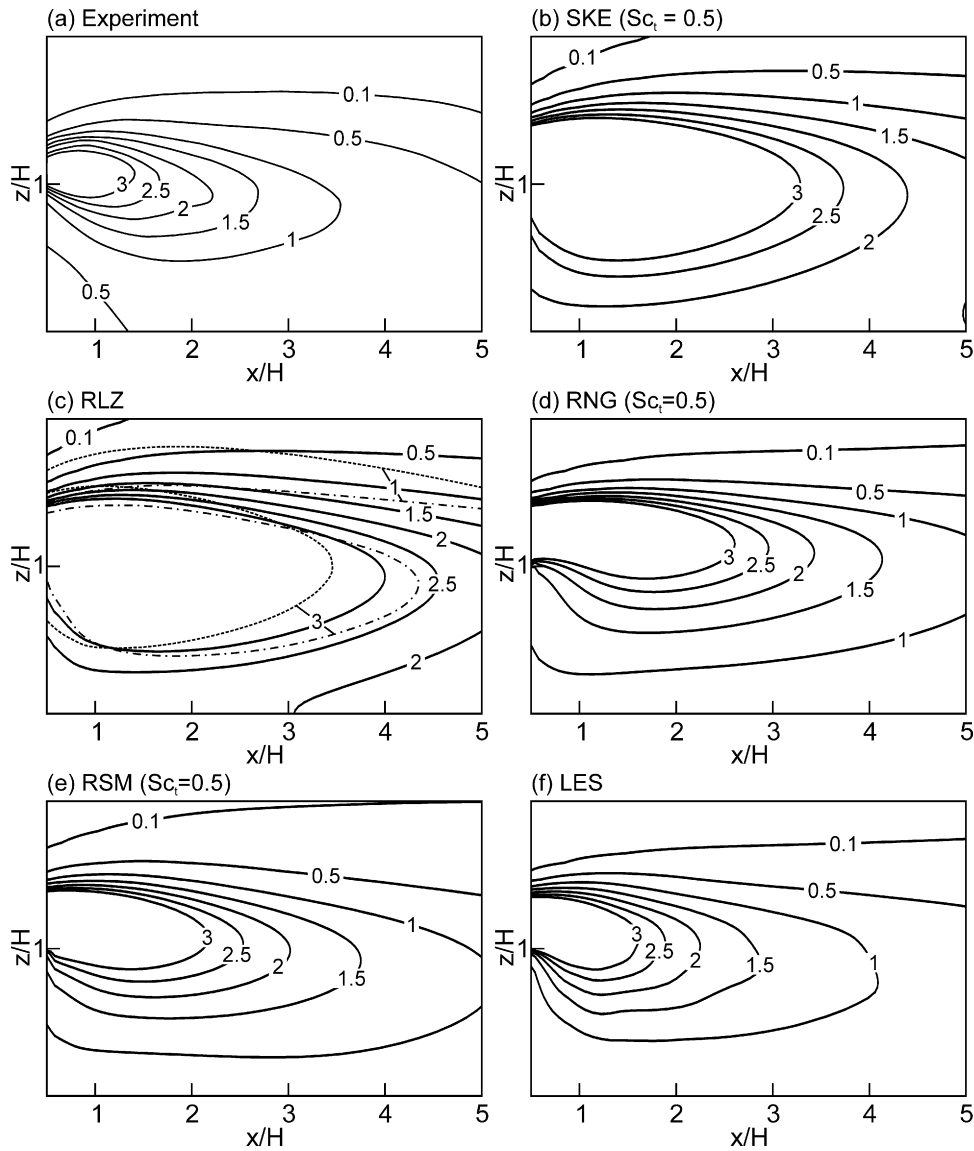 (a) Experiment
0.1
0.5
3
2.5
2
1.5
1
0.5
z/H
1
1 2 3 4 5
x/H
(b) SKE (Sct = 0.5)
0.1
0.5
1
1.5
3
2.5
2
z/H
1
1 2 3 4 5
x/H
(c) RLZ
0.1
0.5
1
1.5
2
2.5
3
2
z/H
1
1 2 3 4 5
x/H
(d) RNG (Sct=0.5)
0.1
0.5
1
3
2.5
2
1.5
1
z/H
1
1 2 3 4 5
x/H
(e) RSM (Sct=0.5)
0.1
0.5
1
3
2.5
2
1.5
z/H
1
1 2 3 4 5
x/H
(f) LES
0.1
0.5
3
2.5
2
1.5
1
z/H
1
1 2 3 4 5
x/H